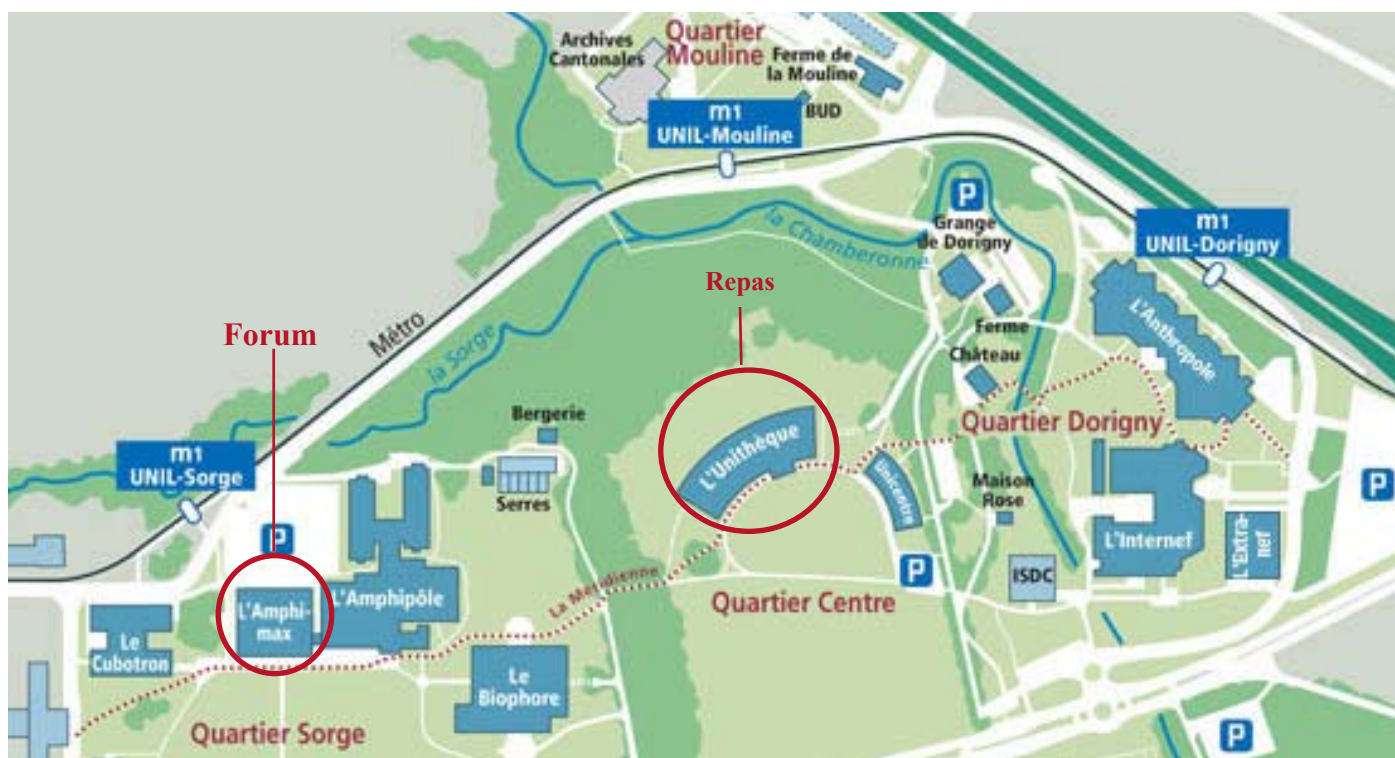 Quartier
Mouline
Archives
Cantonales
Ferme de
la Mouline
BUD
m1
UNIL-Mouline
P
Grange
de Dorigny
la Chamberonne
m1
UNIL-Dorigny
Repas
Forum
Métro
la Sorge
Ferme
Château
L'Anthropole
Bergerie
Quartier Dorigny
L'Unithèque
m1
UNIL-Sorge
Serres
Unicentre
Maison
Rose
P
P
L'Internef
L'Extra-
nef
ISDC
P
La Méridienne
L'Amphi-
max
L'Amphipôle
Quartier Centre
Le
Cubotron
Le
Biophore
Quartier Sorge
P